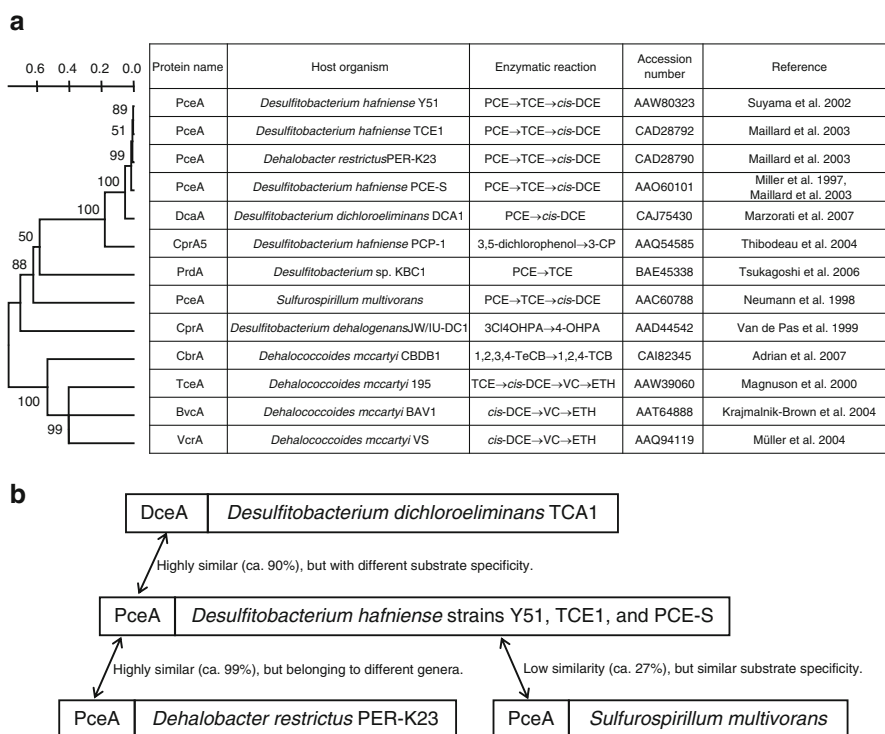 a
0.6 0.4 0.2 0.0
Protein name Host organism Enzymatic reaction Accession number Reference
PceA Desulfitobacterium hafniense Y51 PCE→TCE→cis-DCE AAW80323 Suyama et al. 2002
PceA Desulfitobacterium hafniense TCE1 PCE→TCE→cis-DCE CAD28792 Maillard et al. 2003
PceA Dehalobacter restrictusPER-K23 PCE→TCE→cis-DCE CAD28790 Maillard et al. 2003
PceA Desulfitobacterium hafniense PCE-S PCE→TCE→cis-DCE AAO60101 Miller et al. 1997, Maillard et al. 2003
DcaA Desulfitobacterium dichloroeliminans DCA1 PCE→cis-DCE CAJ75430 Marzorati et al. 2007
CprA5 Desulfitobacterium hafniense PCP-1 3,5-dichlorophenol→3-CP AAQ54585 Thibodeau et al. 2004
PrdA Desulfitobacterium sp. KBC1 PCE→TCE BAE45338 Tsukagoshi et al. 2006
PceA Sulfurospirillum multivorans PCE→TCE→cis-DCE AAC60788 Neumann et al. 1998
CprA Desulfitobacterium dehalogenansJW/IU-DC1 3Cl4OHPA→4-OHPA AAD44542 Van de Pas et al. 1999
CbrA Dehalococcoides mccartyi CBDB1 1,2,3,4-TeCB→1,2,4-TCB CAI82345 Adrian et al. 2007
TceA Dehalococcoides mccartyi 195 TCE→cis-DCE→VC→ETH AAW39060 Magnuson et al. 2000
BvcA Dehalococcoides mccartyi BAV1 cis-DCE→VC→ETH AAT64888 Krajmalnik-Brown et al. 2004
VcrA Dehalococcoides mccartyi VS cis-DCE→VC→ETH AAQ94119 Müller et al. 2004
89
51
99
100
100
50
88
100
99
b
DceA Desulfitobacterium dichloroeliminans TCA1
Highly similar (ca. 90%), but with different substrate specificity.
PceA Desulfitobacterium hafniense strains Y51, TCE1, and PCE-S
Highly similar (ca. 99%), but belonging to different genera. Low similarity (ca. 27%), but similar substrate specificity.
PceA Dehalobacter restrictus PER-K23 PceA Sulfurospirillum multivorans